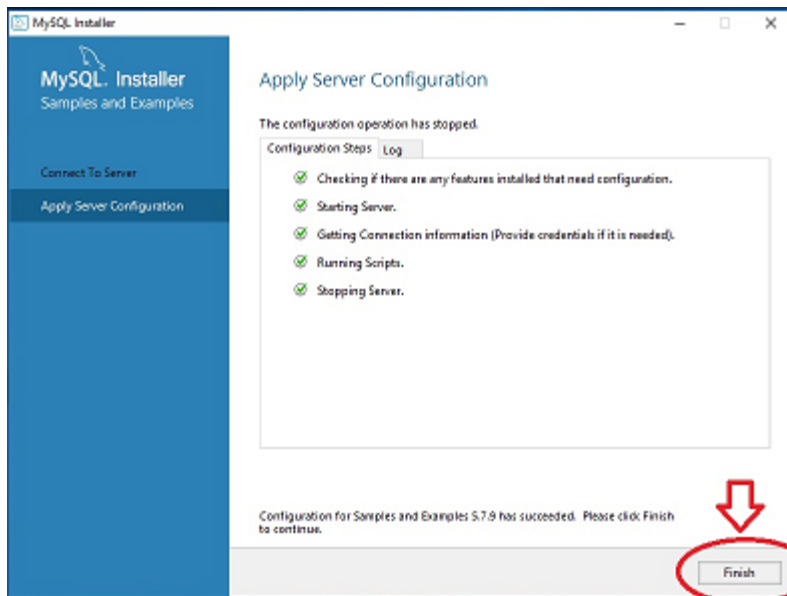 MySQL Installer
MySQL. Installer
Samples and Examples
Connect To Server
Apply Server Configuration
Apply Server Configuration
The configuration operation has stopped.
Configuration Steps Log
Checking if there are any features installed that need configuration.
Starting Server.
Getting Connection information (Provide credentials if it is needed).
Running Scripts.
Stopping Server.
Configuration for Samples and Examples 5.7.9 has succeeded. Please click Finish
to continue.
Finish